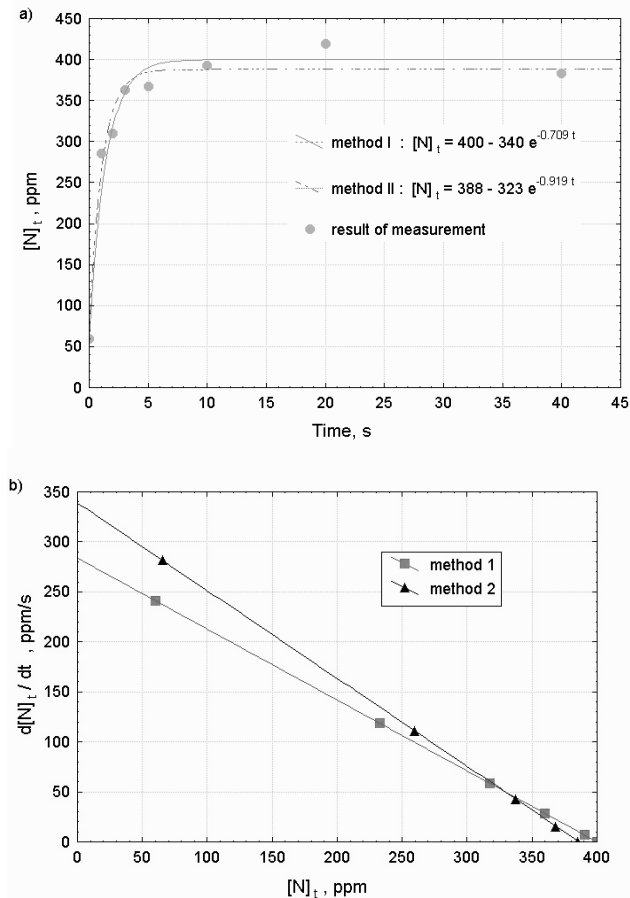 a)
450
400
350
300
250
200
150
100
50
0
[N] t , ppm
method I : [N] t = 400 - 340 e -0.709 t
method II : [N] t = 388 - 323 e -0.919 t
result of measurement
0 5 10 15 20 25 30 35 40 45
Time, s
b)
350
300
250
200
150
100
50
0
d[N] t / dt , ppm/s
method 1
method 2
0 50 100 150 200 250 300 350 400
[N] t , ppm